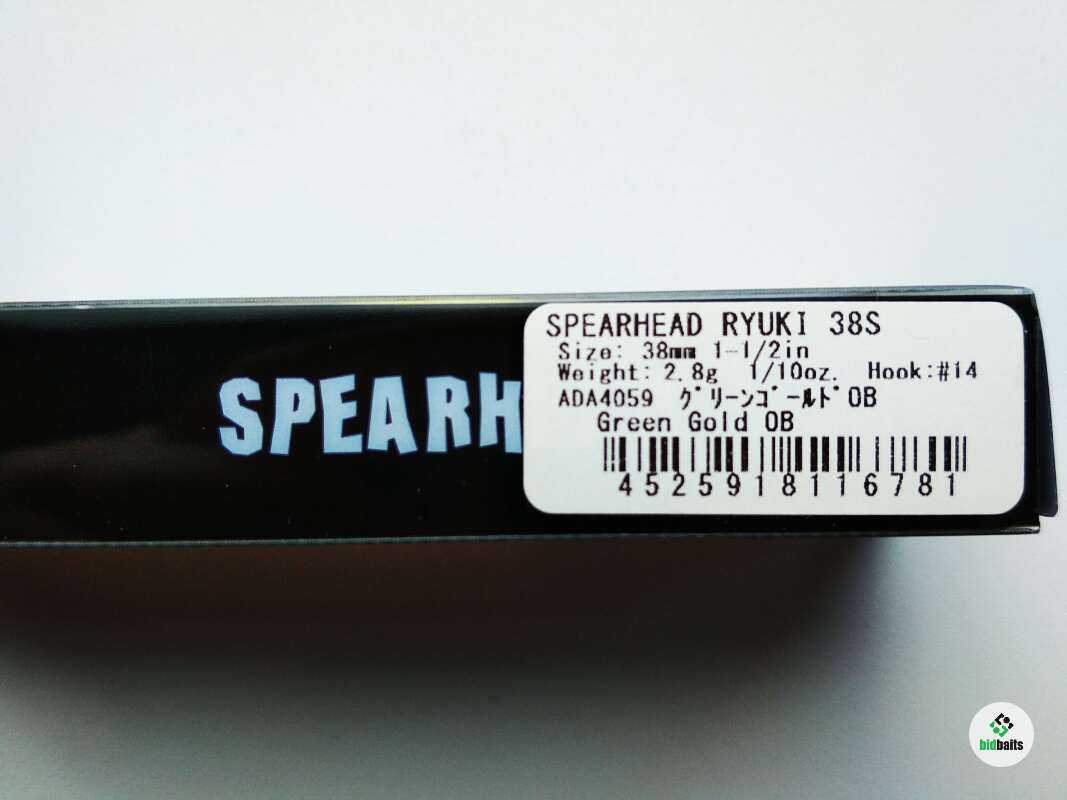 SPEARHEAD RYUKI 38S
Size: 38mm 1-1/2in
Weight: 2.8g 1/10oz. Hook:#14
ADA4059 グリーンゴールドOB
Green Gold OB
4525918116781
SPEARH
bidbaits